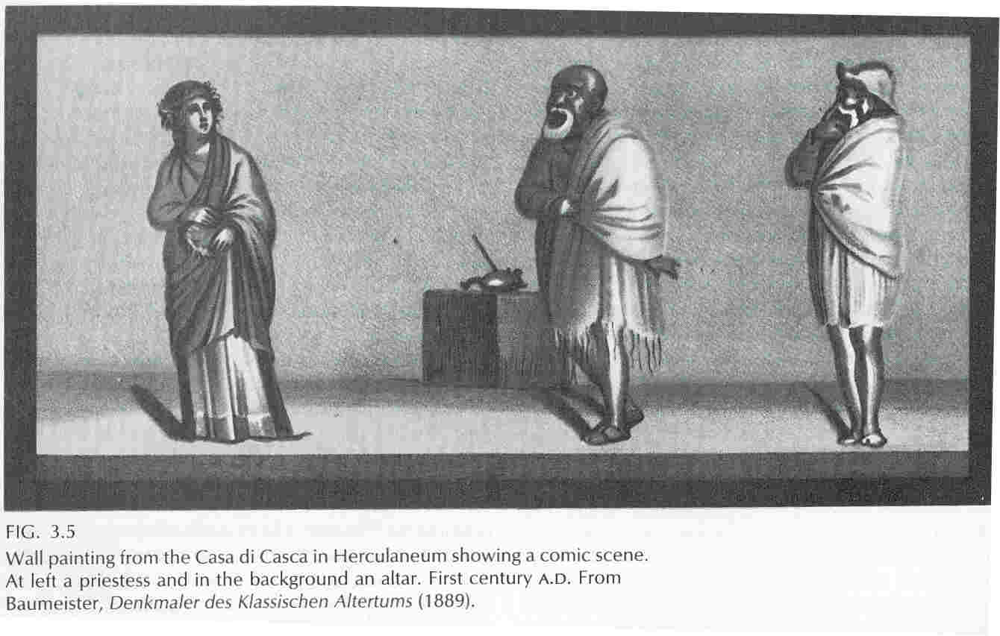 FIG. 3.5
Wall painting from the Casa di Casca in Herculaneum showing a comic scene.
At left a priestess and in the background an altar. First century A.D. From
Baumeister, Denkmaler des Klassischen Altertums (1889).